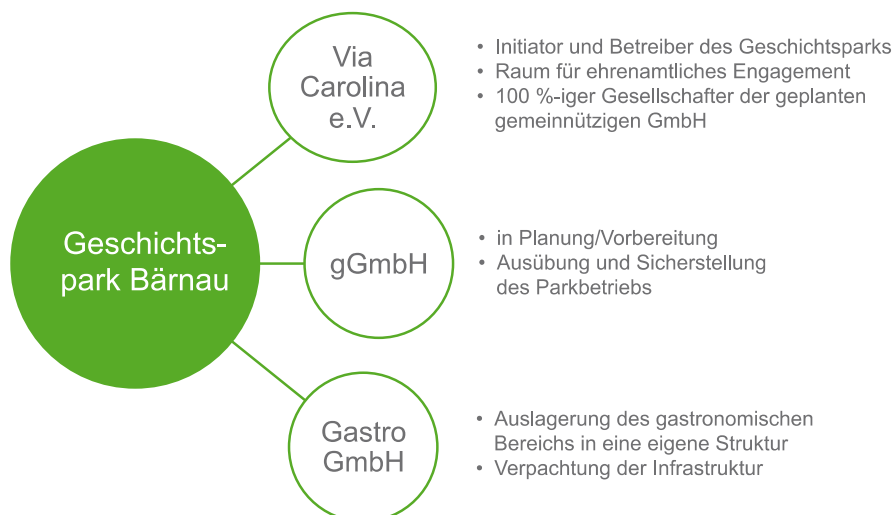 Via
Carolina
e.V.
• Initiator und Betreiber des Geschichtsparks
• Raum für ehrenamtliches Engagement
• 100 %-iger Gesellschafter der geplanten
gemeinnützigen GmbH
Geschichts-
park Bärnau
gGmbH
• in Planung/Vorbereitung
• Ausübung und Sicherstellung
des Parkbetriebs
Gastro
GmbH
• Auslagerung des gastronomischen
Bereichs in eine eigene Struktur
• Verpachtung der Infrastruktur